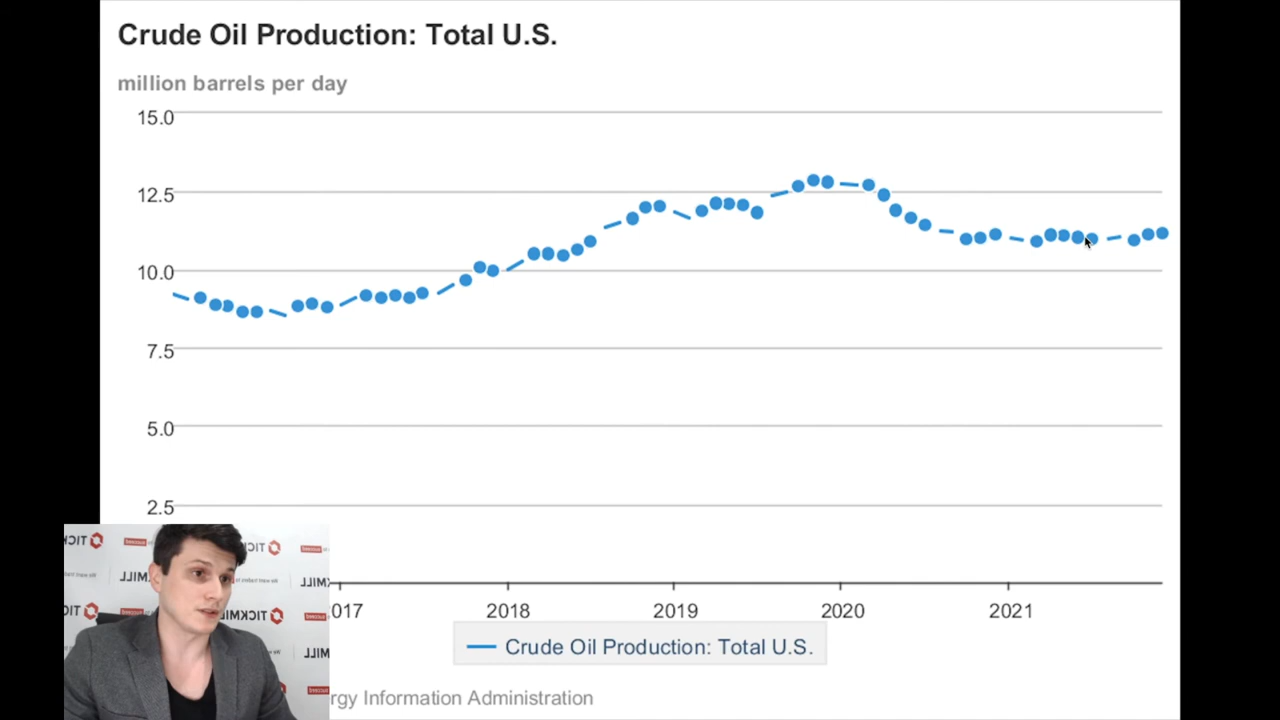 Crude Oil Production: Total U.S.
million barrels per day
15.0
12.5
10.0
7.5
5.0
2.5
017 2018 2019 2020 2021
Crude Oil Production: Total U.S.
rgy Information Administration
TICKMILL